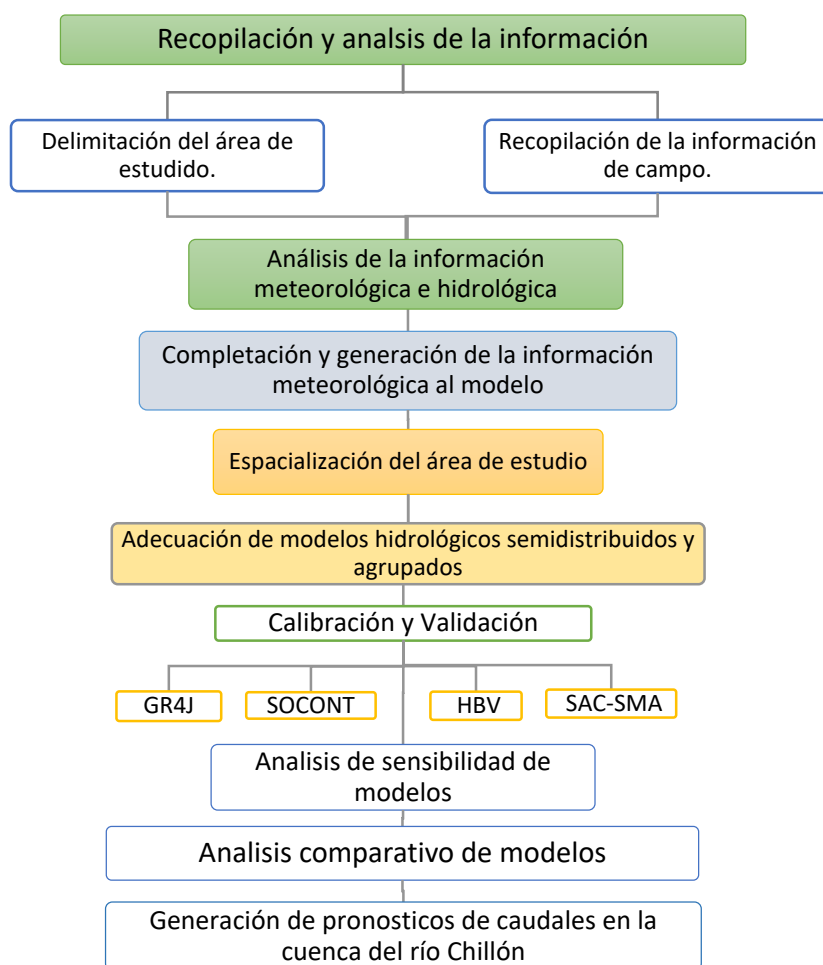 Recopilación y analsis de la información
Delimitación del área de
estudido.
Recopilación de la información
de campo.
Análisis de la información
meteorológica e hidrológica
Completación y generación de la información
meteorológica al modelo
Espacialización del área de estudio
Adecuación de modelos hidrológicos semidistribuidos y
agrupados
Calibración y Validación
GR4J
SOCONT
HBV
SAC-SMA
Analisis de sensibilidad de
modelos
Analisis comparativo de modelos
Generación de pronosticos de caudales en la
cuenca del río Chillón